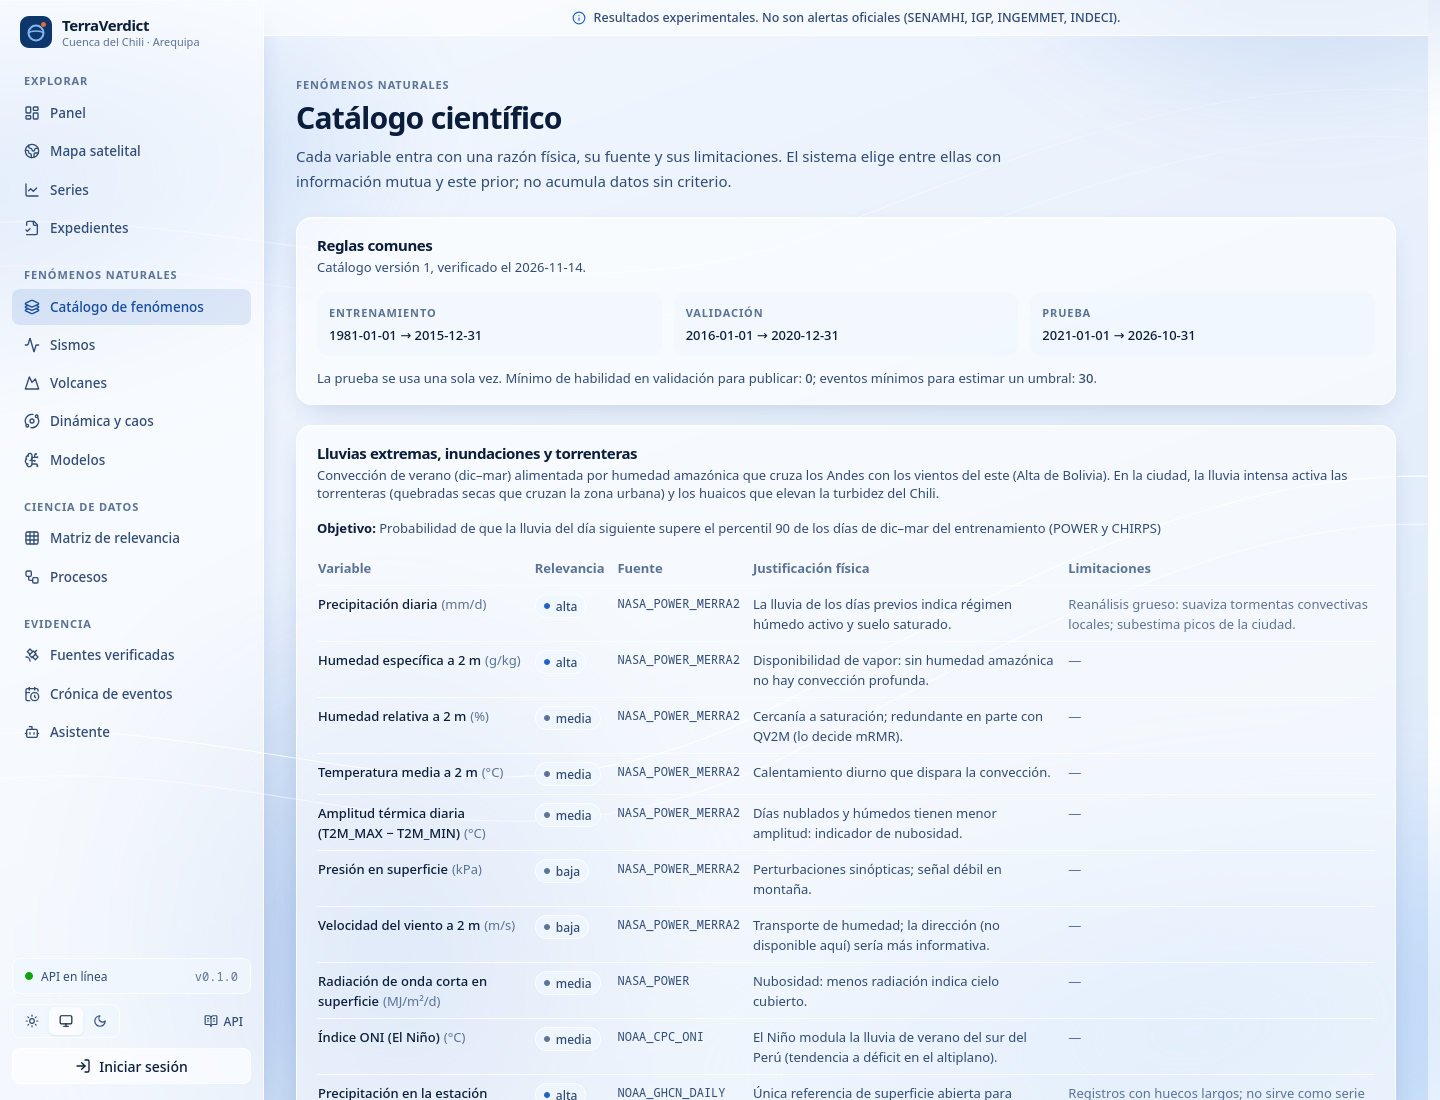 TerraVerdict
Cuenca del Chili · Arequipa
EXPLORAR
Panel
Mapa satelital
Series
Expedientes
FENÓMENOS NATURALES
Catálogo de fenómenos
Sismos
Volcanes
Dinámica y caos
Modelos
CIENCIA DE DATOS
Matriz de relevancia
Procesos
EVIDENCIA
Fuentes verificadas
Crónica de eventos
Asistente
API en línea v0.1.0
API
Iniciar sesión
Resultados experimentales. No son alertas oficiales (SENAMHI, IGP, INGEMMET, INDECI).
FENÓMENOS NATURALES
Catálogo científico
Cada variable entra con una razón física, su fuente y sus limitaciones. El sistema elige entre ellas con
información mutua y este prior; no acumula datos sin criterio.
Reglas comunes
Catálogo versión 1, verificado el 2026-11-14.
ENTRENAMIENTO
1981-01-01 → 2015-12-31
VALIDACIÓN
2016-01-01 → 2020-12-31
PRUEBA
2021-01-01 → 2026-10-31
La prueba se usa una sola vez. Mínimo de habilidad en validación para publicar: 0; eventos mínimos para estimar un umbral: 30.
Lluvias extremas, inundaciones y torrenteras
Convección de verano (dic–mar) alimentada por humedad amazónica que cruza los Andes con los vientos del este (Alta de Bolivia). En la ciudad, la lluvia intensa activa las
torrenteras (quebradas secas que cruzan la zona urbana) y los huaicos que elevan la turbidez del Chili.
Objetivo: Probabilidad de que la lluvia del día siguiente supere el percentil 90 de los días de dic–mar del entrenamiento (POWER y CHIRPS)
Variable Relevancia Fuente Justificación física Limitaciones
Precipitación diaria (mm/d) alta NASA_POWER_MERRA2 La lluvia de los días previos indica régimen Reanálisis grueso: suaviza tormentas convectivas
húmedo activo y suelo saturado. locales; subestima picos de la ciudad.
Humedad específica a 2 m (g/kg) alta NASA_POWER_MERRA2 Disponibilidad de vapor: sin humedad amazónica —
no hay convección profunda.
Humedad relativa a 2 m (%) media NASA_POWER_MERRA2 Cercanía a saturación; redundante en parte con —
QV2M (lo decide mRMR).
Temperatura media a 2 m (°C) media NASA_POWER_MERRA2 Calentamiento diurno que dispara la convección. —
Amplitud térmica diaria media NASA_POWER_MERRA2 Días nublados y húmedos tienen menor —
(T2M_MAX − T2M_MIN) (°C) amplitud: indicador de nubosidad.
Presión en superficie (kPa) baja NASA_POWER_MERRA2 Perturbaciones sinópticas; señal débil en —
montaña.
Velocidad del viento a 2 m (m/s) baja NASA_POWER_MERRA2 Transporte de humedad; la dirección (no —
disponible aquí) sería más informativa.
Radiación de onda corta en media NASA_POWER Nubosidad: menos radiación indica cielo —
superficie (MJ/m²/d) cubierto.
Índice ONI (El Niño) (°C) media NOAA_CPC_ONI El Niño modula la lluvia de verano del sur del —
Perú (tendencia a déficit en el altiplano).
Precipitación en la estación alta NOAA_GHCN_DAILY Única referencia de superficie abierta para Registros con huecos largos; no sirve como serie